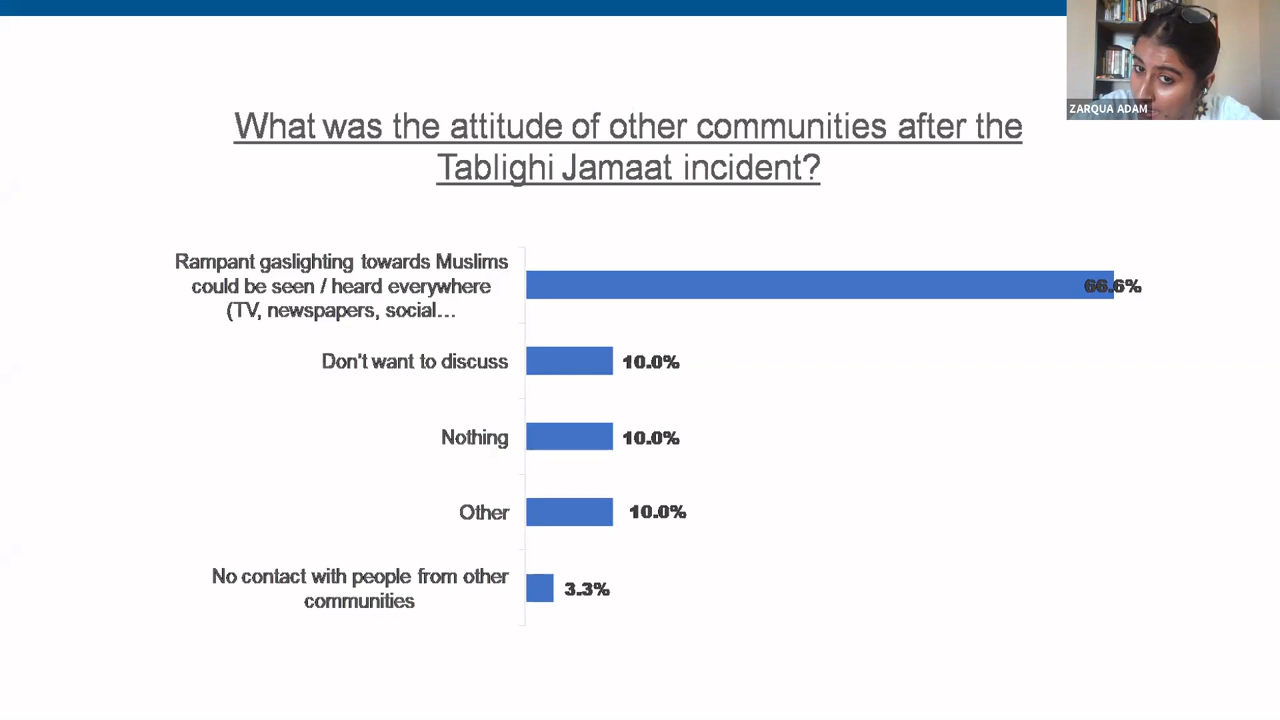 ZARQUA ADAM
What was the attitude of other communities after the
Tablighi Jamaat incident?
Rampant gaslighting towards Muslims
could be seen / heard everywhere
(TV, newspapers, social…
66.6%
Don't want to discuss
10.0%
Nothing
10.0%
Other
10.0%
No contact with people from other
communities
3.3%